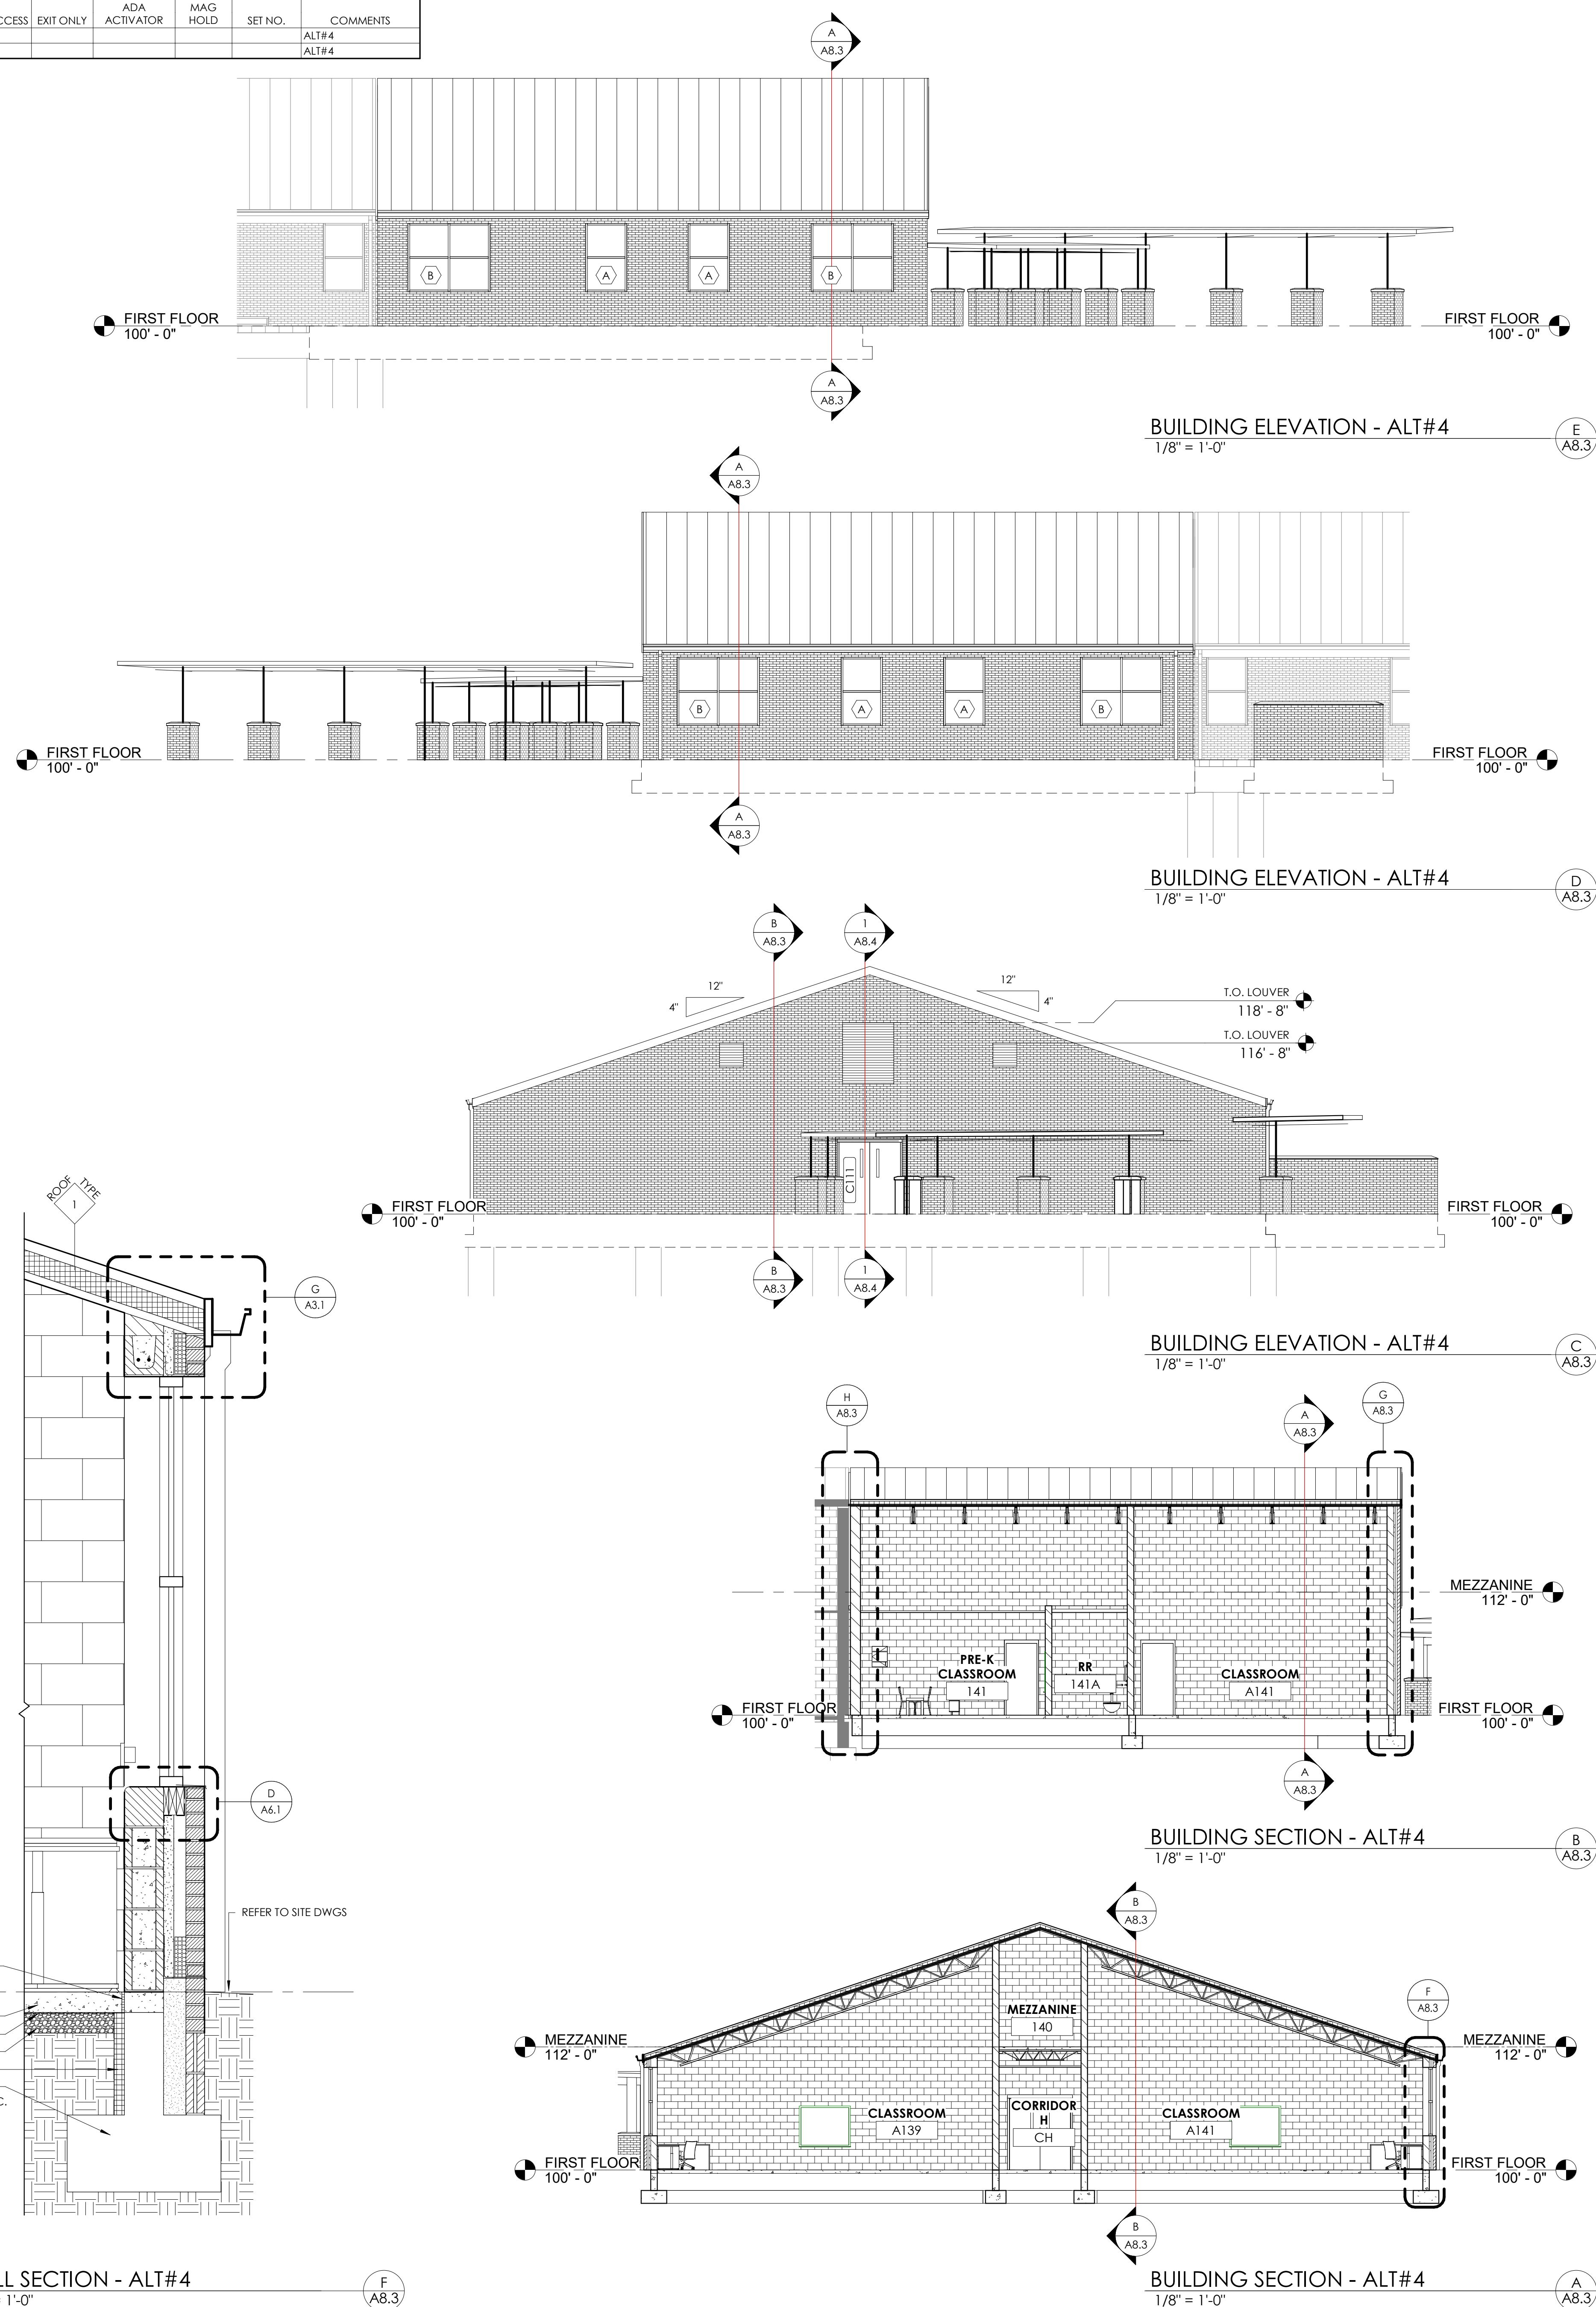 ADA MAG
CCESS EXIT ONLY ACTIVATOR HOLD SET NO. COMMENTS
ALT#4
ALT#4
A
A8.3
B
A
A
B
FIRST FLOOR
100' - 0"
FIRST FLOOR
100' - 0"
A
A8.3
BUILDING ELEVATION - ALT#4
1/8" = 1'-0"
E
A8.3
A
A8.3
B
A
A
B
FIRST FLOOR
100' - 0"
FIRST FLOOR
100' - 0"
A
A8.3
BUILDING ELEVATION - ALT#4
1/8" = 1'-0"
D
A8.3
B
A8.3
1
A8.4
12"
4"
12"
4"
T.O. LOUVER
118' - 8"
T.O. LOUVER
116' - 8"
C111
FIRST FLOOR
100' - 0"
FIRST FLOOR
100' - 0"
B
A8.3
1
A8.4
BUILDING ELEVATION - ALT#4
1/8" = 1'-0"
C
A8.3
ROOF TYPE
1
G
A3.1
D
A6.1
REFER TO SITE DWGS
C.
LL SECTION - ALT#4
= 1'-0"
F
A8.3
H
A8.3
A
A8.3
G
A8.3
MEZZANINE
112' - 0"
PRE-K
CLASSROOM
141
RR
141A
CLASSROOM
A141
FIRST FLOOR
100' - 0"
FIRST FLOOR
100' - 0"
A
A8.3
BUILDING SECTION - ALT#4
1/8" = 1'-0"
B
A8.3
B
A8.3
F
A8.3
MEZZANINE
140
MEZZANINE
112' - 0"
MEZZANINE
112' - 0"
CLASSROOM
A139
CORRIDOR
H
CH
CLASSROOM
A141
FIRST FLOOR
100' - 0"
FIRST FLOOR
100' - 0"
B
A8.3
BUILDING SECTION - ALT#4
1/8" = 1'-0"
A
A8.3